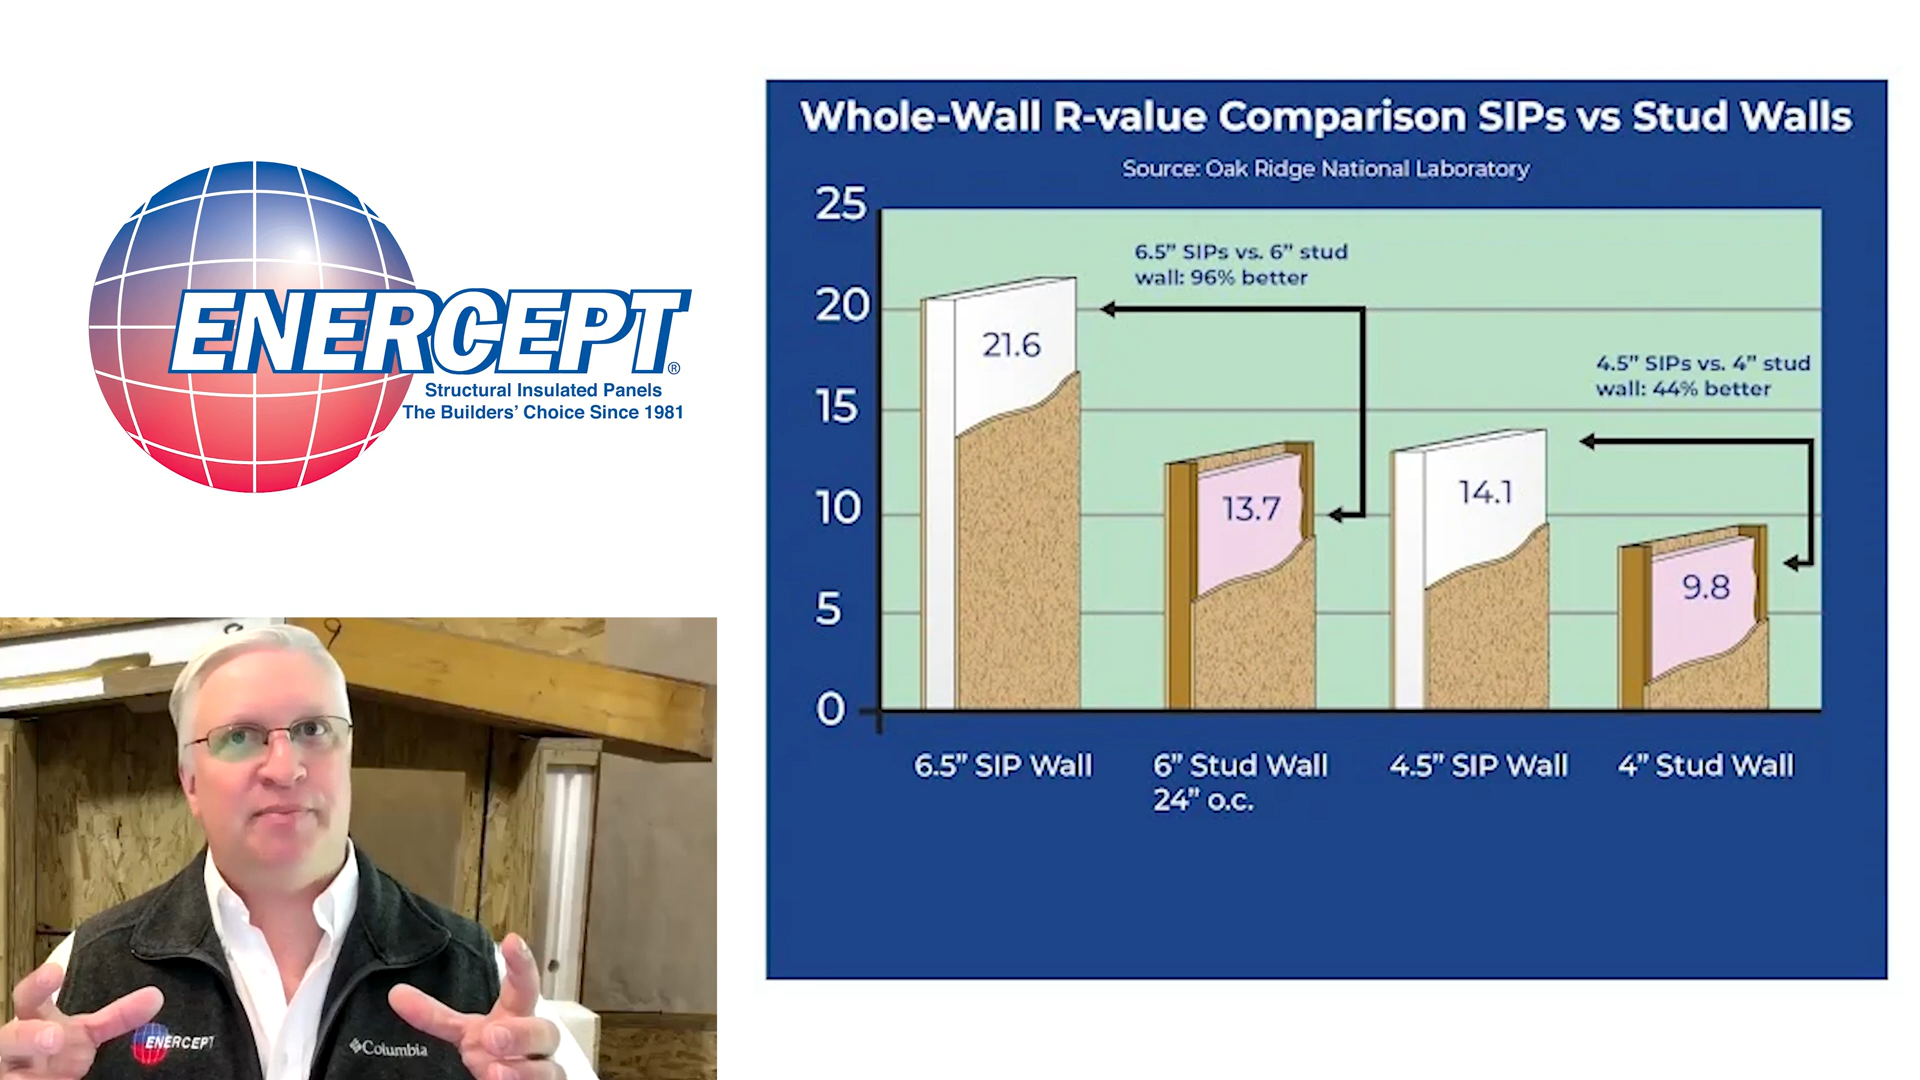 ENERCEPT®
Structural Insulated Panels
The Builders' Choice Since 1981
Whole-Wall R-value Comparison SIPs vs Stud Walls
Source: Oak Ridge National Laboratory
25
20
15
10
5
0
6.5” SIPs vs. 6” stud
wall: 96% better
4.5” SIPs vs. 4” stud
wall: 44% better
21.6
13.7
14.1
9.8
6.5” SIP Wall
6” Stud Wall
24” o.c.
4.5” SIP Wall
4” Stud Wall
9
ENERCEPT
Columbia